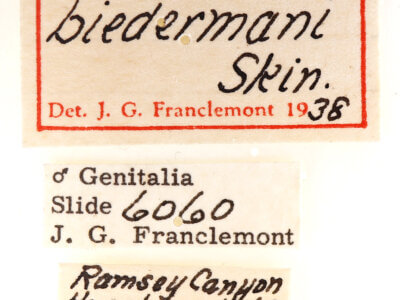 biedermani
Skin.
Det. J. G. Franclemont 1938
♂ Genitalia
Slide 6060
J. G. Franclemont
Ramsey Canyon